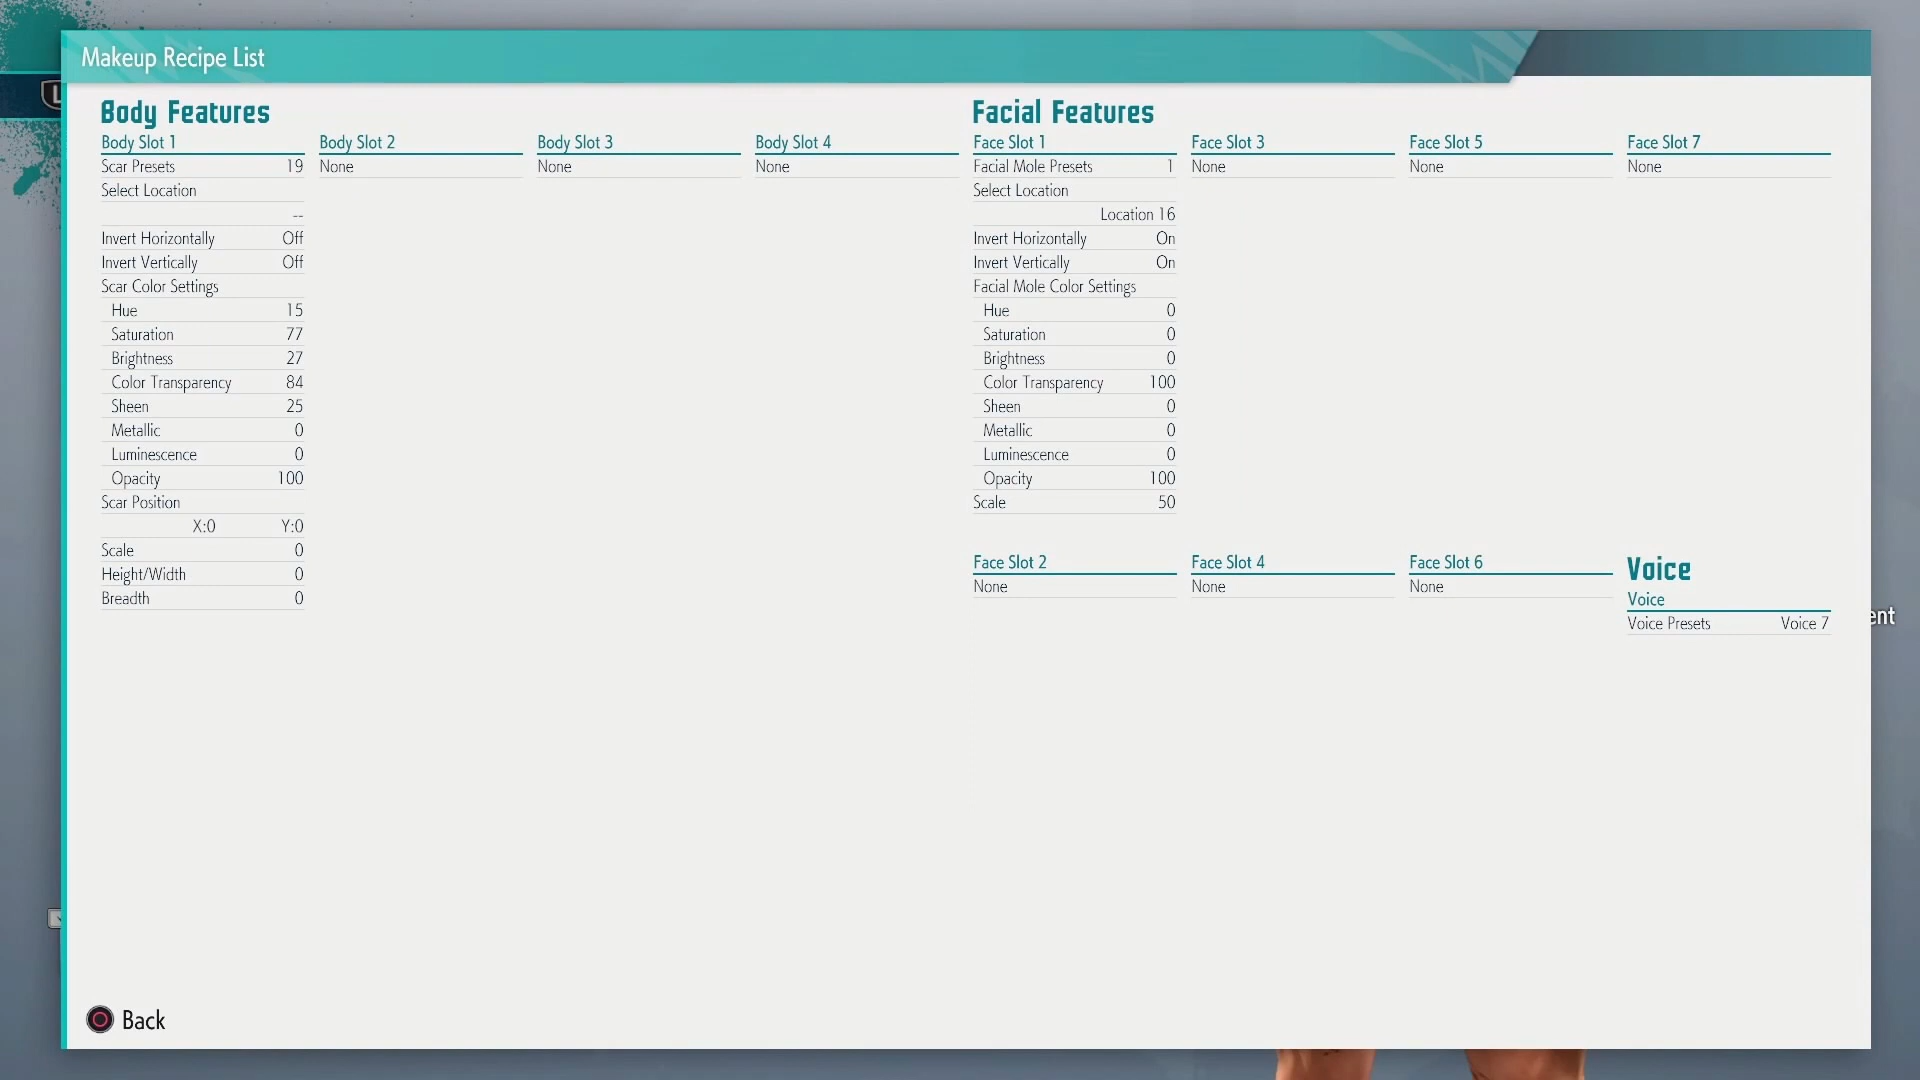 Makeup Recipe List
Body Features
Body Slot 1
Scar Presets 19
Select Location
--
Invert Horizontally Off
Invert Vertically Off
Scar Color Settings
Hue 15
Saturation 77
Brightness 27
Color Transparency 84
Sheen 25
Metallic 0
Luminescence 0
Opacity 100
Scar Position
X:0 Y:0
Scale 0
Height/Width 0
Breadth 0
Body Slot 2
None
Body Slot 3
None
Body Slot 4
None
Facial Features
Face Slot 1
Facial Mole Presets 1
Select Location
Location 16
Invert Horizontally On
Invert Vertically On
Facial Mole Color Settings
Hue 0
Saturation 0
Brightness 0
Color Transparency 100
Sheen 0
Metallic 0
Luminescence 0
Opacity 100
Scale 50
Face Slot 2
None
Face Slot 3
None
Face Slot 4
None
Face Slot 5
None
Face Slot 6
None
Face Slot 7
None
Voice
Voice
Voice Presets Voice 7
ent
Back